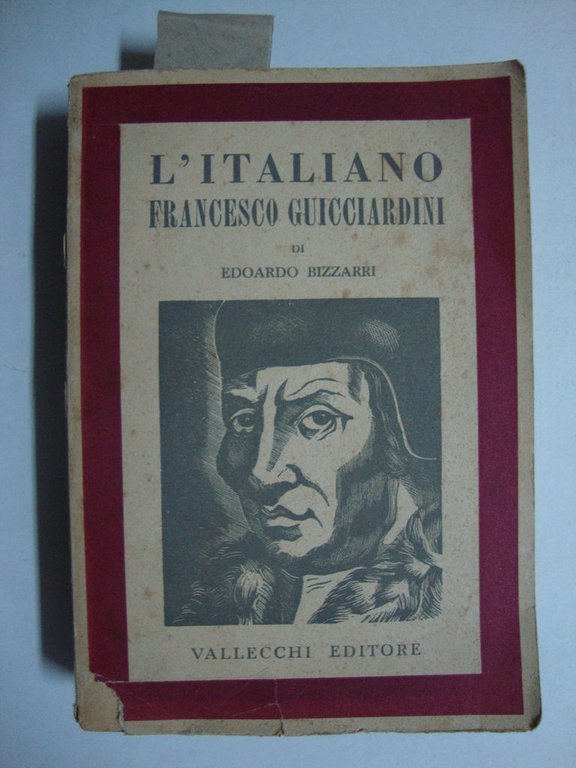 L'ITALIANO
FRANCESCO GUICCIARDINI
DI
EDOARDO BIZZARRI
VALLECCHI EDITORE